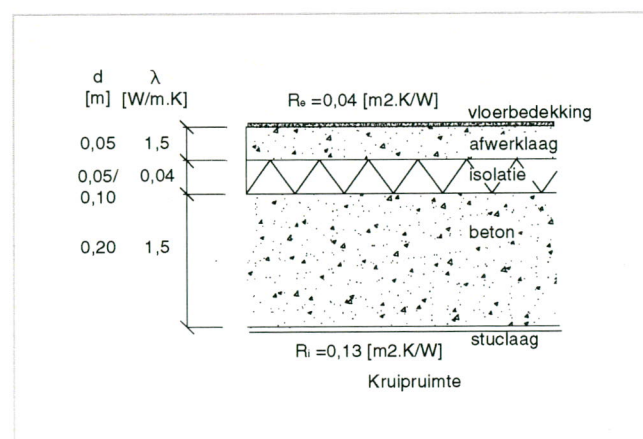 d λ
[m] [W/m.K]
Re =0,04 [m2.K/W]
vloerbedekking
0,05 1,5
afwerklaag
0,05/ 0,04
0,10
isolatie
beton
0,20 1,5
stuclaag
Ri =0,13 [m2.K/W]
Kruipruimte